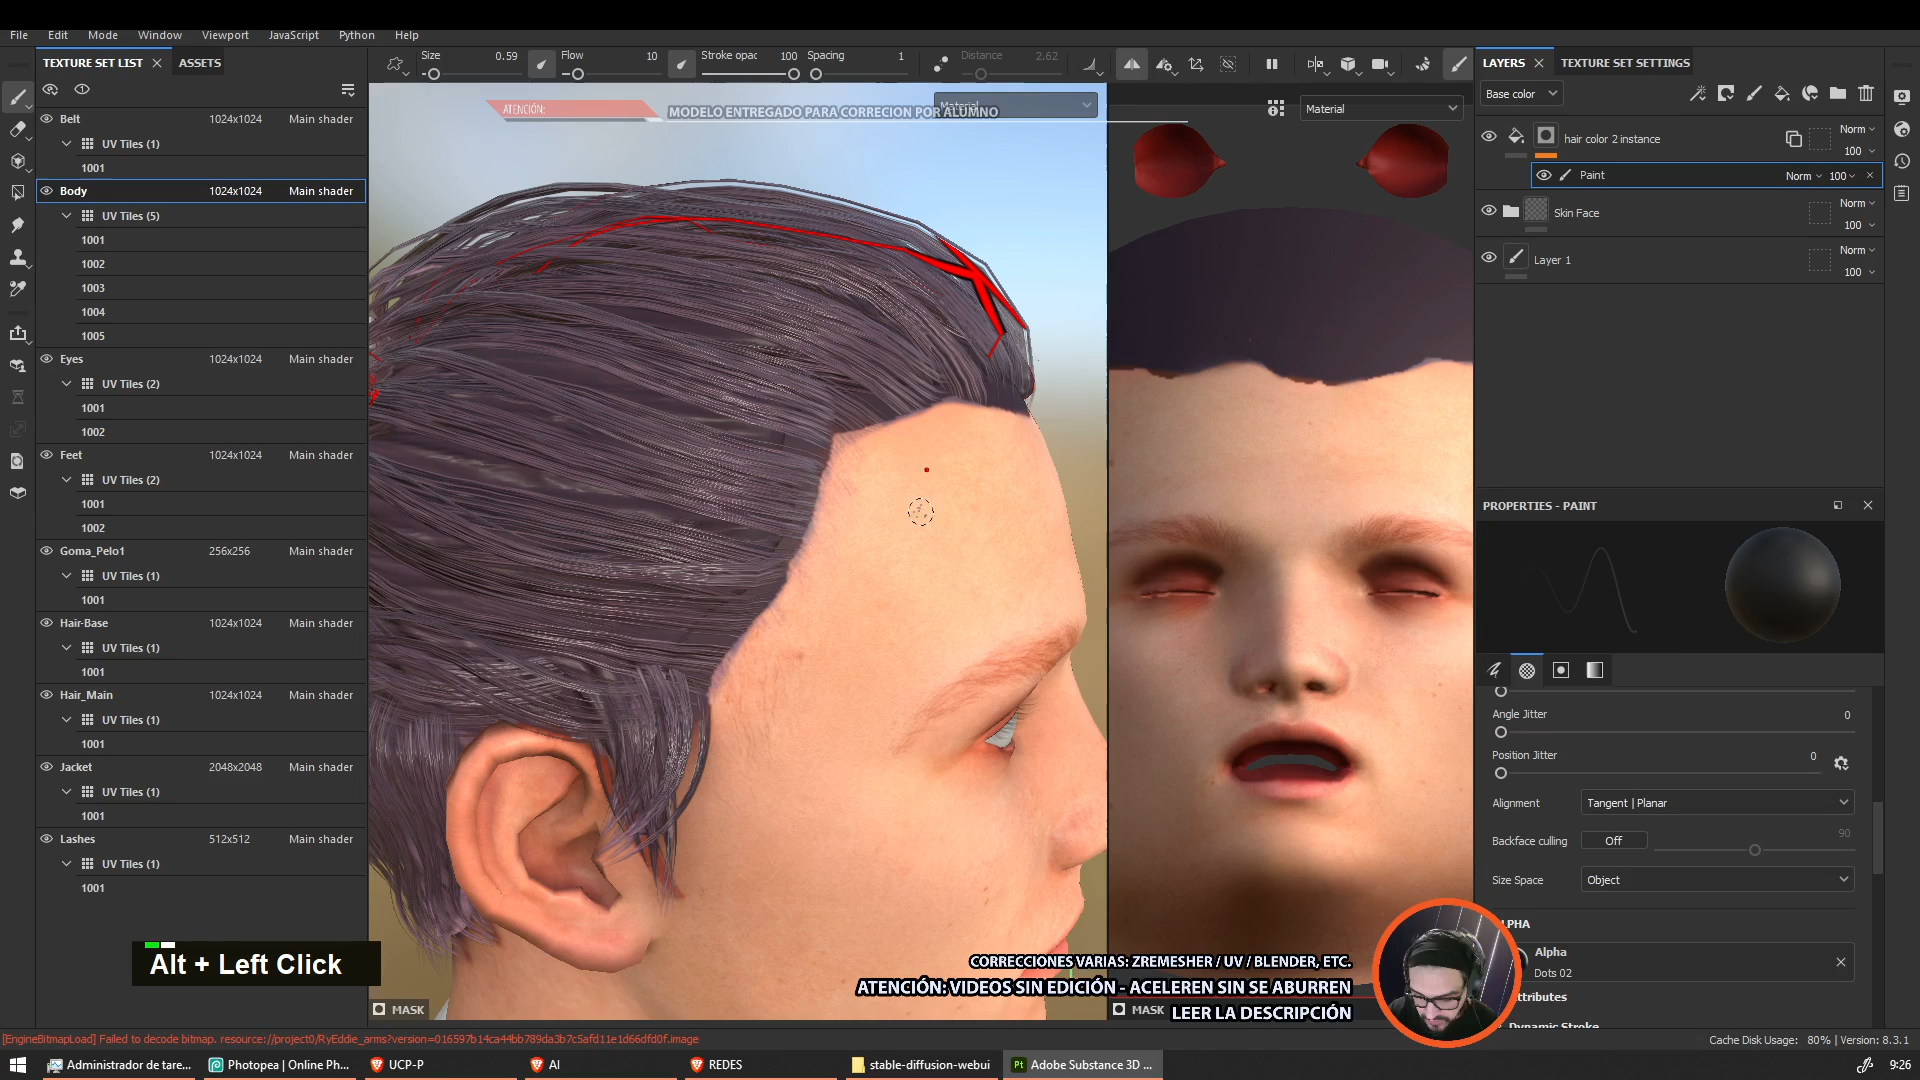 File Edit Mode Window Viewport JavaScript Python Help
TEXTURE SET LIST
ASSETS
Belt 1024x1024 Main shader
UV Tiles (1)
1001
Body 1024x1024 Main shader
UV Tiles (5)
1001
1002
1003
1004
1005
Eyes 1024x1024 Main shader
UV Tiles (2)
1001
1002
Feet 1024x1024 Main shader
UV Tiles (2)
1001
1002
Goma_Pelo1 256x256 Main shader
UV Tiles (1)
1001
Hair-Base 1024x1024 Main shader
UV Tiles (1)
1001
Hair_Main 1024x1024 Main shader
UV Tiles (1)
1001
Jacket 2048x2048 Main shader
UV Tiles (1)
1001
Lashes 512x512 Main shader
UV Tiles (1)
1001
Alt + Left Click
Size 0.59 Flow 10 Stroke opac 100 Spacing 1 Distance 2.62
ATENCIÓN:
MODELO ENTREGADO PARA CORRECION POR ALUMNO
Material
Material
MASK
MASK
CORRECCIONES VARIAS: ZREMESHER / UV / BLENDER, ETC.
ATENCIÓN: VIDEOS SIN EDICIÓN - ACELEREN SIN SE ABURREN
LEER LA DESCRIPCIÓN
LAYERS
TEXTURE SET SETTINGS
Base color
hair color 2 instance Norm
100
Paint Norm 100
Skin Face Norm
100
Layer 1 Norm
100
PROPERTIES - PAINT
Angle Jitter 0
Position Jitter 0
Alignment Tangent | Planar
Backface culling Off 90
Size Space Object
LPHA
Alpha
Dots 02
ttributes
Dynamic Stroke
[EngineBitmapLoad] Failed to decode bitmap. resource://project0/RyEddie_arms?version=016597b14ca44bb789da3b7c5afd11e1d66dfd0f.image
Cache Disk Usage: 80% | Version: 8.3.1
Administrador de tare...
Photopea | Online Ph...
UCP-P
AI
REDES
stable-diffusion-webui
Pt Adobe Substance 3D ...
9:26